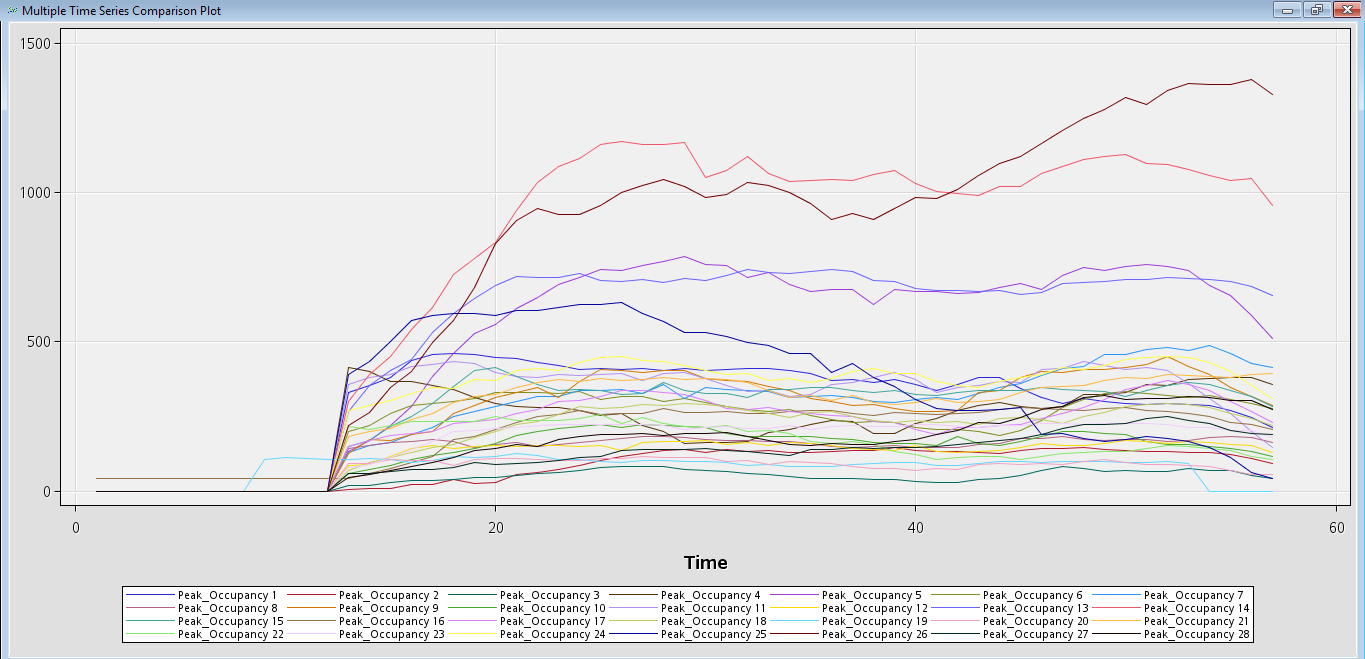 Multiple Time Series Comparison Plot
1500
1000
500
0
0 20 40 60
Time
Peak_Occupancy 1 Peak_Occupancy 2 Peak_Occupancy 3 Peak_Occupancy 4 Peak_Occupancy 5 Peak_Occupancy 6 Peak_Occupancy 7
Peak_Occupancy 8 Peak_Occupancy 9 Peak_Occupancy 10 Peak_Occupancy 11 Peak_Occupancy 12 Peak_Occupancy 13 Peak_Occupancy 14
Peak_Occupancy 15 Peak_Occupancy 16 Peak_Occupancy 17 Peak_Occupancy 18 Peak_Occupancy 19 Peak_Occupancy 20 Peak_Occupancy 21
Peak_Occupancy 22 Peak_Occupancy 23 Peak_Occupancy 24 Peak_Occupancy 25 Peak_Occupancy 26 Peak_Occupancy 27 Peak_Occupancy 28